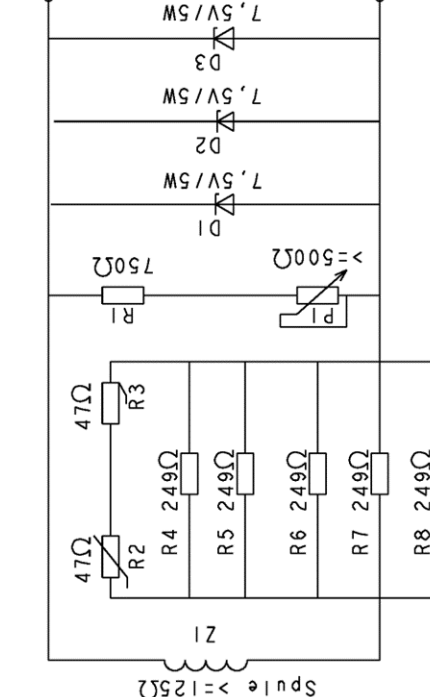 7,5V/5W
D3
7,5V/5W
D2
7,5V/5W
D1
750Ω
>=500Ω
R1
P1
47Ω
R3
47Ω
R2
R4 249Ω
R5 249Ω
R6 249Ω
R7 249Ω
R8 249Ω
Z1
Spule >=125Ω